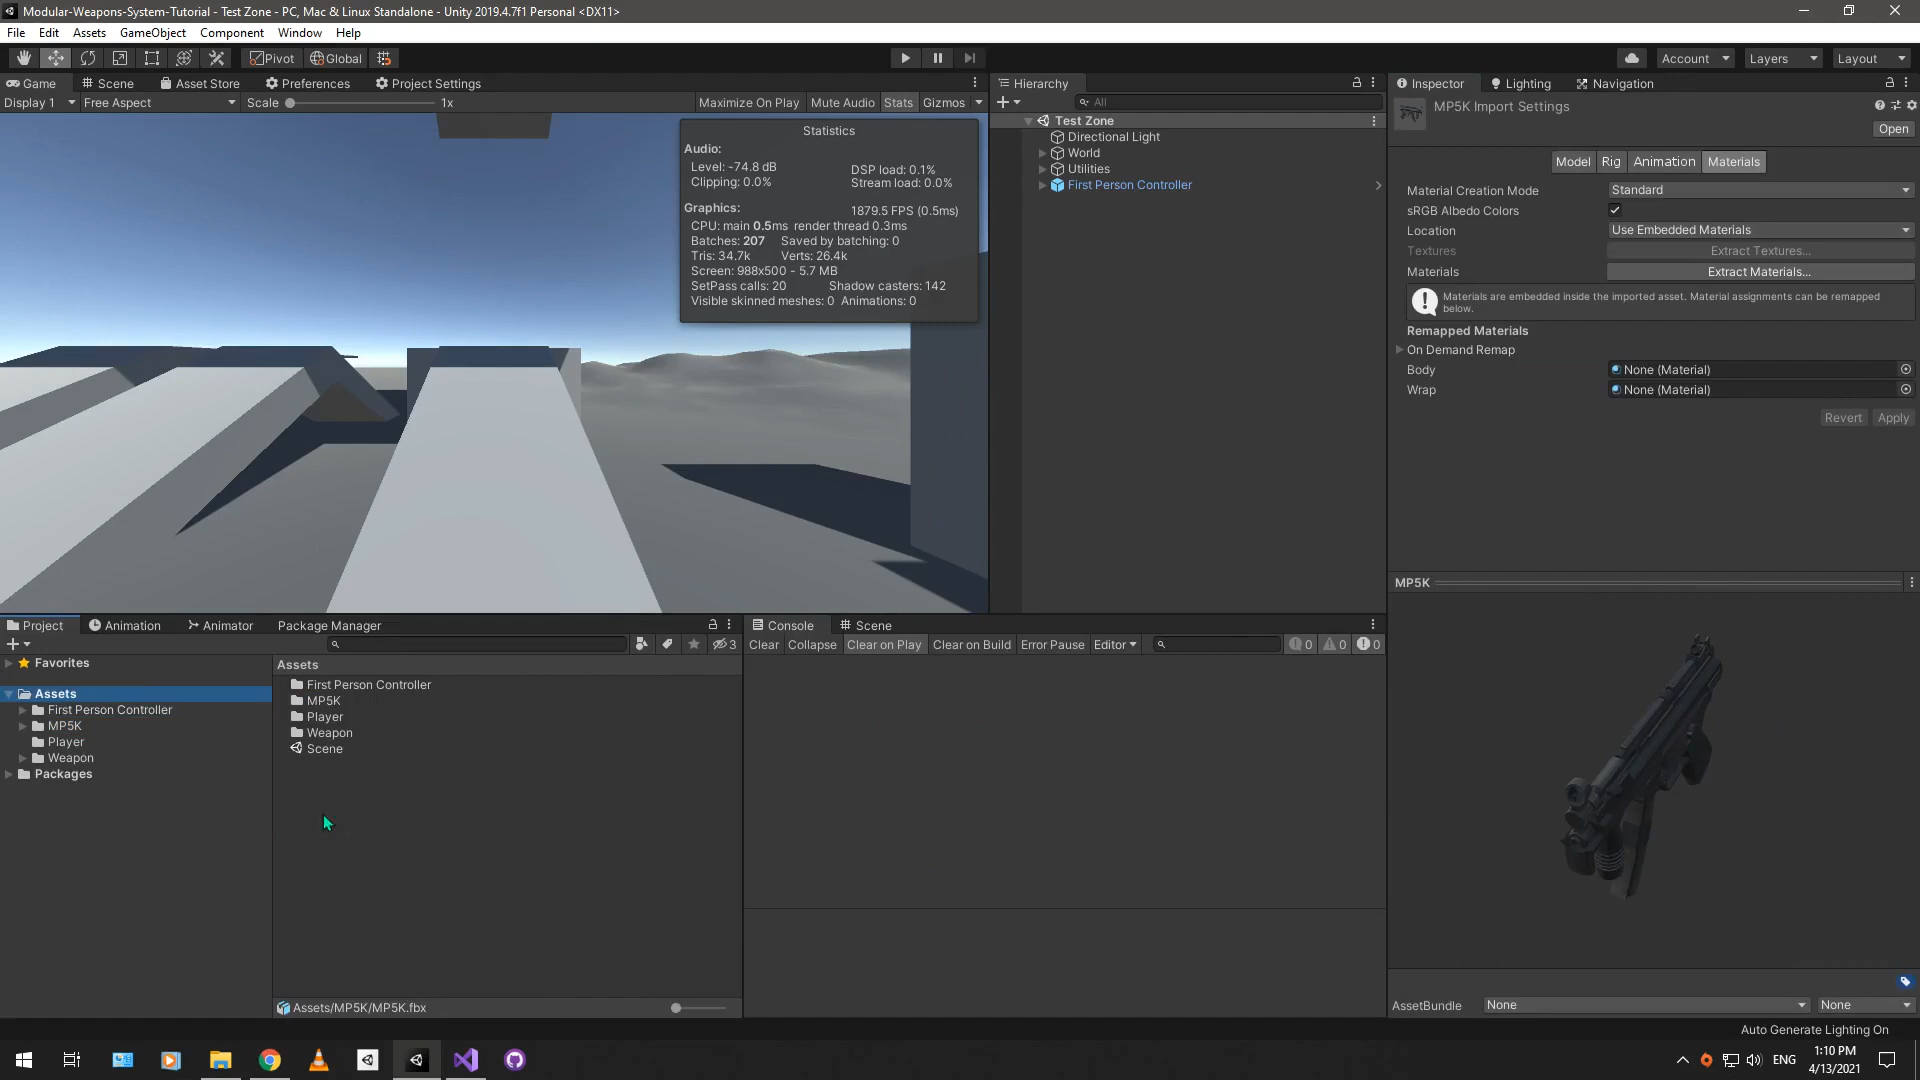 Modular-Weapons-System-Tutorial - Test Zone - PC, Mac & Linux Standalone - Unity 2019.4.7f1 Personal <DX11>
File Edit Assets GameObject Component Window Help
Pivot Global
Account Layers Layout
Game Scene Asset Store Preferences Project Settings
Display 1 Free Aspect Scale 1x Maximize On Play Mute Audio Stats Gizmos
Statistics
Audio:
Level: -74.8 dB DSP load: 0.1%
Clipping: 0.0% Stream load: 0.0%
Graphics: 1879.5 FPS (0.5ms)
CPU: main 0.5ms render thread 0.3ms
Batches: 207 Saved by batching: 0
Tris: 34.7k Verts: 26.4k
Screen: 988x500 - 5.7 MB
SetPass calls: 20 Shadow casters: 142
Visible skinned meshes: 0 Animations: 0
Hierarchy
All
Test Zone
Directional Light
World
Utilities
First Person Controller
Inspector Lighting Navigation
MP5K Import Settings
Open
Model Rig Animation Materials
Material Creation Mode Standard
sRGB Albedo Colors
Location Use Embedded Materials
Textures Extract Textures...
Materials Extract Materials...
Materials are embedded inside the imported asset. Material assignments can be remapped
below.
Remapped Materials
On Demand Remap
Body None (Material)
Wrap None (Material)
Revert Apply
MP5K
AssetBundle None None
Auto Generate Lighting On
Project Animation Animator Package Manager
3
Favorites
Assets
First Person Controller
MP5K
Player
Weapon
Packages
Assets
First Person Controller
MP5K
Player
Weapon
Scene
Assets/MP5K/MP5K.fbx
Console Scene
Clear Collapse Clear on Play Clear on Build Error Pause Editor 0 0 0
ENG
1:10 PM
4/13/2021